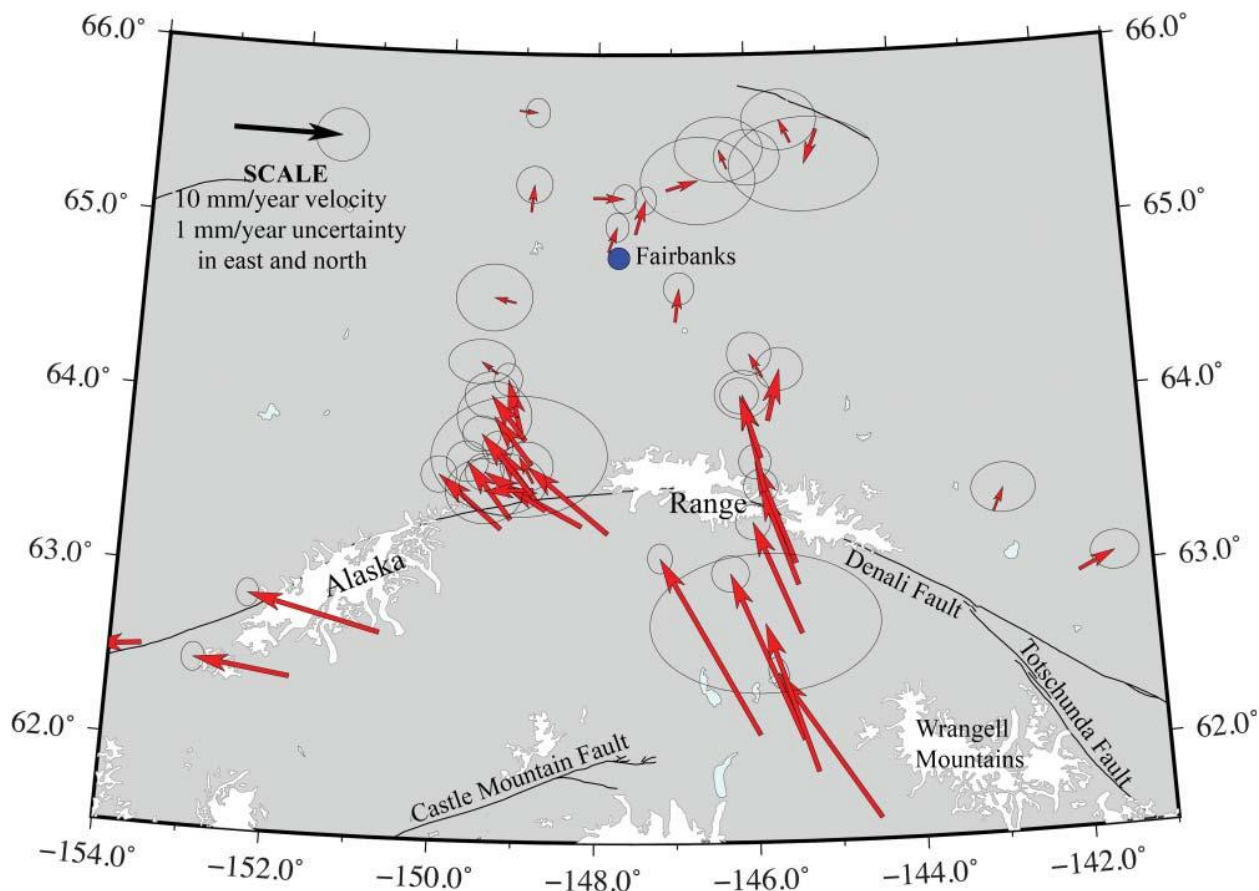 66.0°
66.0°
SCALE
10 mm/year velocity
1 mm/year uncertainty
in east and north
65.0°
65.0°
Fairbanks
64.0°
64.0°
Range
63.0°
63.0°
Alaska
Denali Fault
Totschunda Fault
62.0°
62.0°
Wrangell
Mountains
Castle Mountain Fault
−154.0°
−152.0°
−150.0°
−148.0°
−146.0°
−144.0°
−142.0°